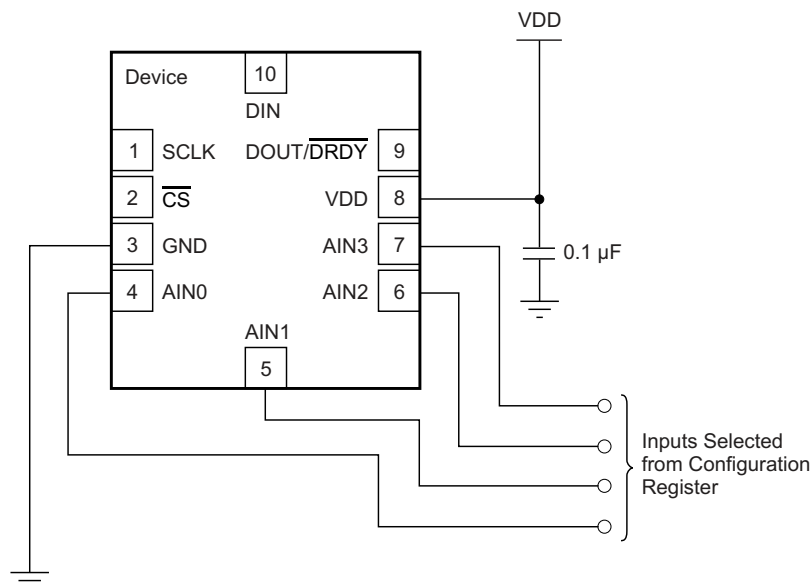 VDD
Device
10
DIN
1 SCLK DOUT/DRDY 9
2 CS VDD 8
3 GND AIN3 7
0.1 µF
4 AIN0 AIN2 6
AIN1
5
Inputs Selected
from Configuration
Register